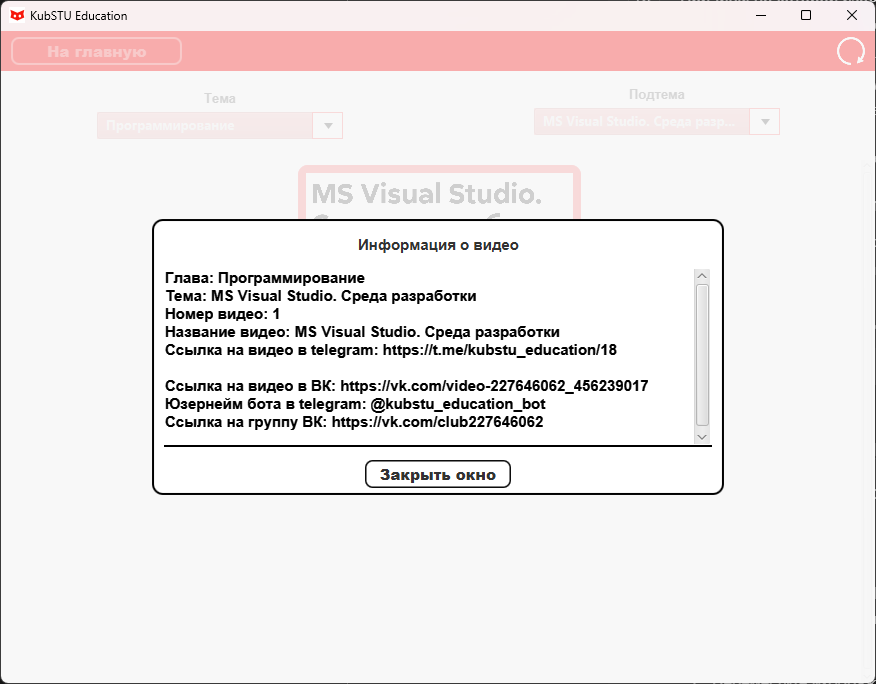 KubSTU Education
На главную
Тема
Подтема
Программирование
MS Visual Studio. Среда разр...
MS Visual Studio.
Информация о видео
Глава: Программирование
Тема: MS Visual Studio. Среда разработки
Номер видео: 1
Название видео: MS Visual Studio. Среда разработки
Ссылка на видео в telegram: https://t.me/kubstu_education/18
Ссылка на видео в ВК: https://vk.com/video-227646062_456239017
Юзернейм бота в telegram: @kubstu_education_bot
Ссылка на группу ВК: https://vk.com/club227646062
Закрыть окно